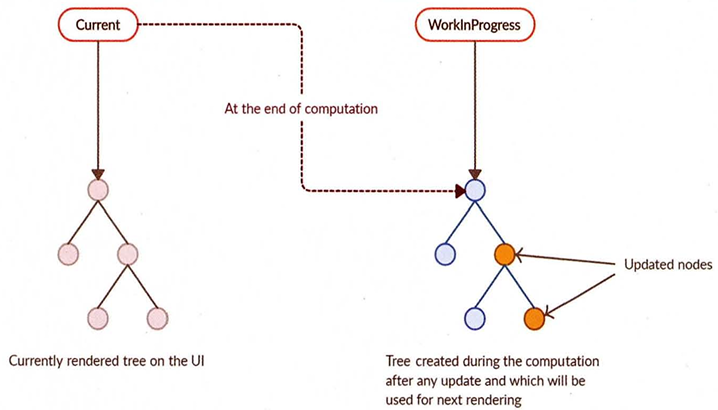 Current
WorkInProgress
At the end of computation
Updated nodes
Currently rendered tree on the UI
Tree created during the computation
after any update and which will be
used for next rendering